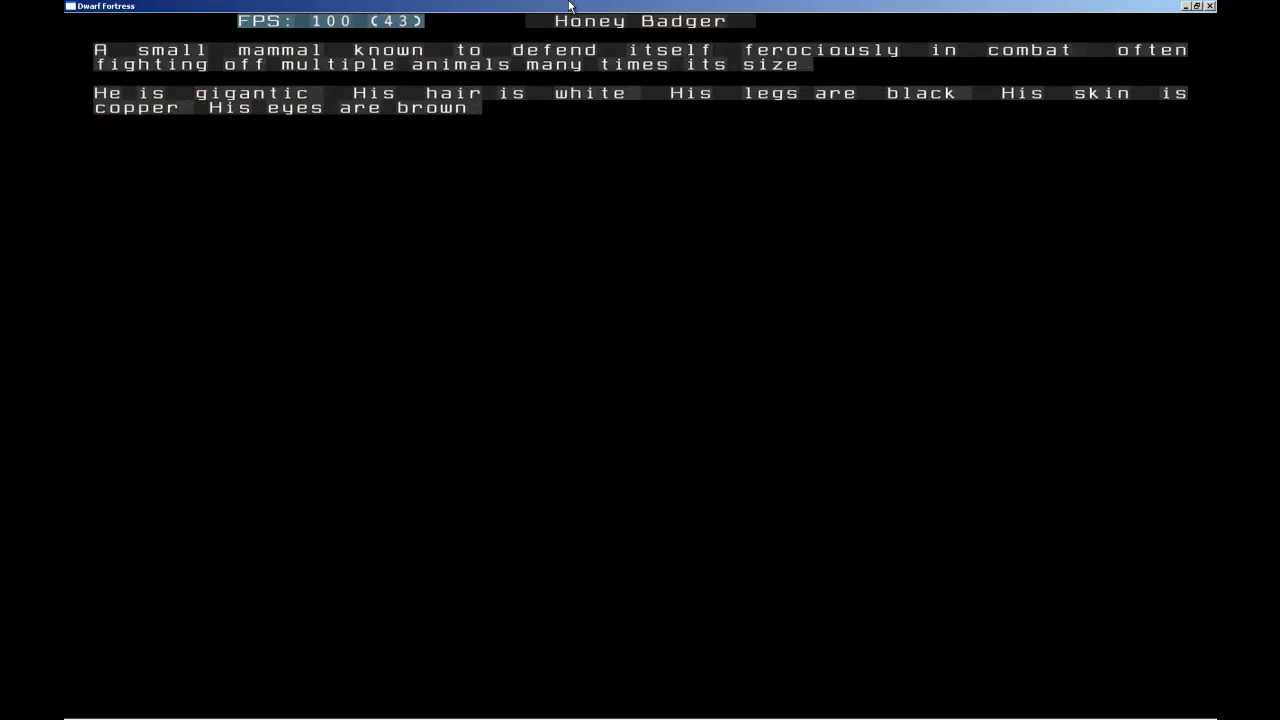 Dwarf Fortress
FPS: 100 (43) Honey Badger
A small mammal known to defend itself ferociously in combat often
fighting off multiple animals many times its size
He is gigantic His hair is white His legs are black His skin is
copper His eyes are brown